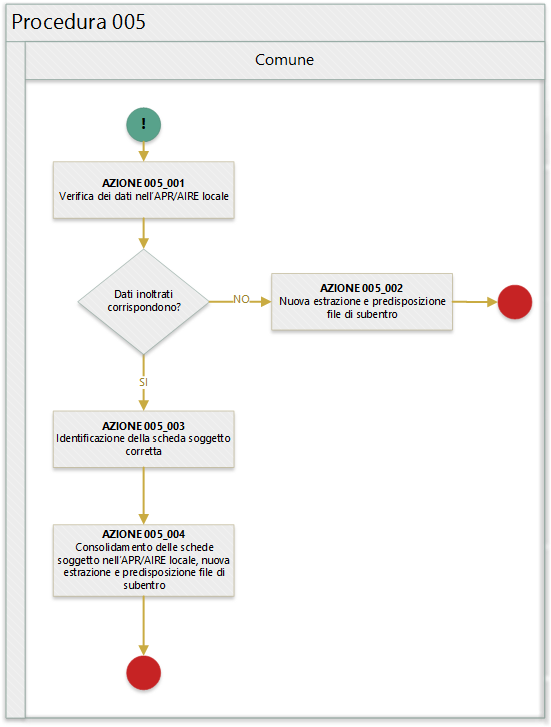 Procedura 005
Comune
!
AZIONE 005_001
Verifica dei dati nell'APR/AIRE locale
Dati inoltrati
corrispondono?
NO
AZIONE 005_002
Nuova estrazione e predisposizione
file di subentro
SI
AZIONE 005_003
Identificazione della scheda soggetto
corretta
AZIONE 005_004
Consolidamento delle schede
soggetto nell'APR/AIRE locale, nuova
estrazione e predisposizione file di
subentro